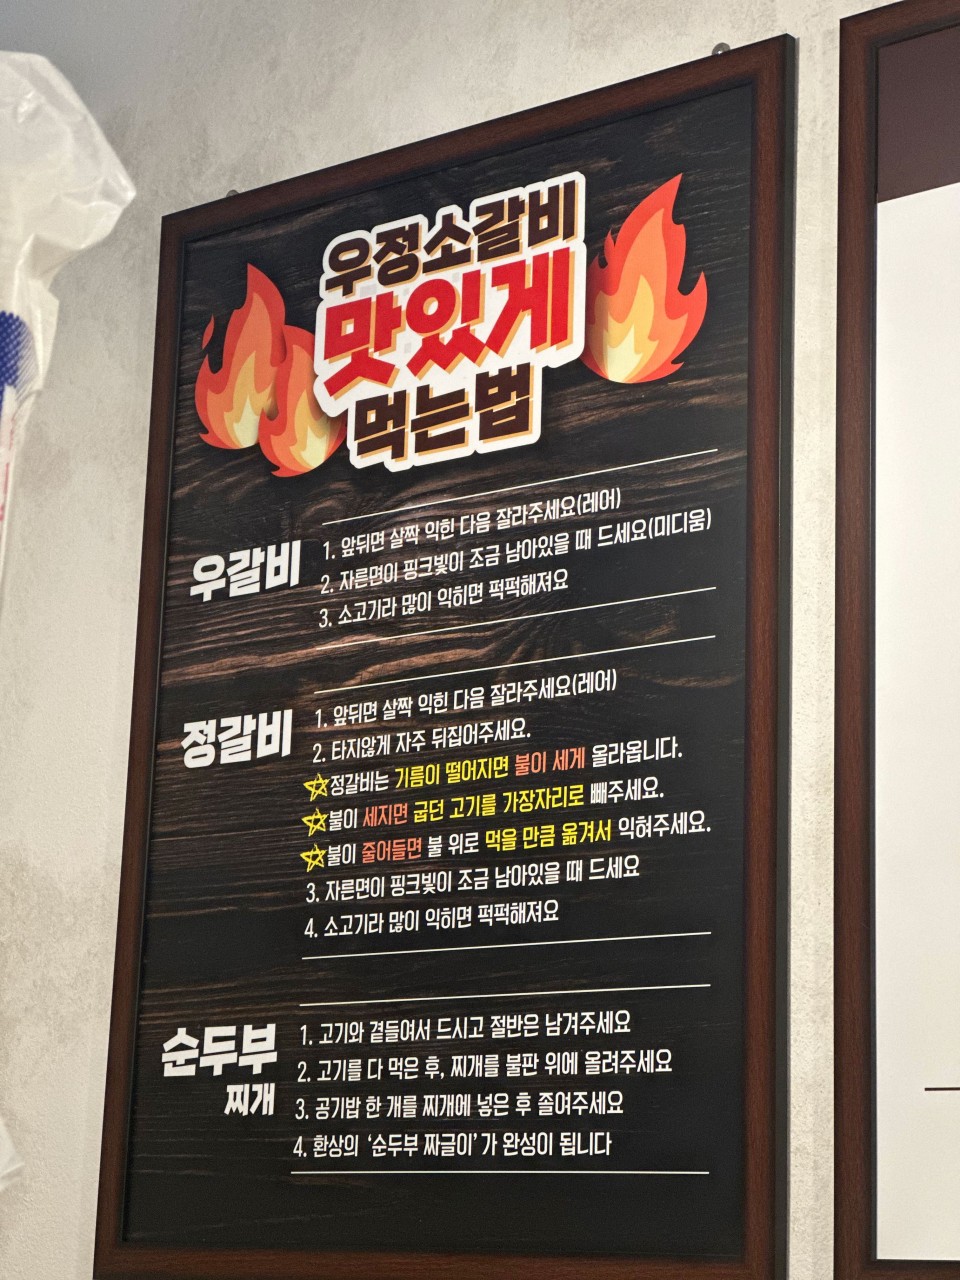 우정소갈비
맛있게
먹는법
우갈비
1. 앞뒤면 살짝 익힌 다음 잘라주세요(레어)
2. 자른면이 핑크빛이 조금 남아있을 때 드세요(미디움)
3. 소고기라 많이 익히면 퍽퍽해져요
정갈비
1. 앞뒤면 살짝 익힌 다음 잘라주세요(레어)
2. 타지않게 자주 뒤집어주세요.
☆정갈비는 기름이 떨어지면 불이 세게 올라옵니다.
☆불이 세지면 굽던 고기를 가장자리로 빼주세요.
☆불이 줄어들면 불 위로 먹을 만큼 옮겨서 익혀주세요.
3. 자른면이 핑크빛이 조금 남아있을 때 드세요
4. 소고기라 많이 익히면 퍽퍽해져요
순두부
찌개
1. 고기와 곁들여서 드시고 절반은 남겨주세요
2. 고기를 다 먹은 후, 찌개를 불판 위에 올려주세요
3. 공기밥 한 개를 찌개에 넣은 후 졸여주세요
4. 환상의 '순두부 짜글이'가 완성이 됩니다